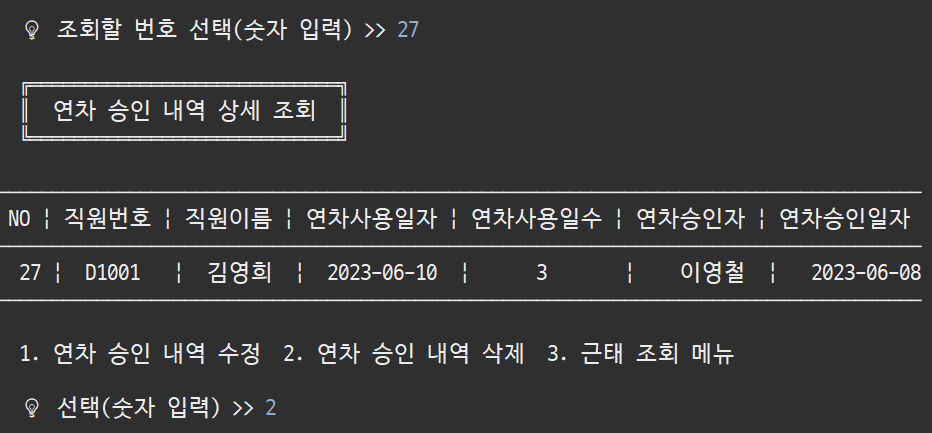 조회할 번호 선택(숫자 입력) >> 27
연차 승인 내역 상세 조회
NO ¦ 직원번호 ¦ 직원이름 ¦ 연차사용일자 ¦ 연차사용일수 ¦ 연차승인자 ¦ 연차승인일자
27 ¦ D1001 ¦ 김영희 ¦ 2023-06-10 ¦ 3 ¦ 이영철 ¦ 2023-06-08
1. 연차 승인 내역 수정 2. 연차 승인 내역 삭제 3. 근태 조회 메뉴
선택(숫자 입력) >> 2